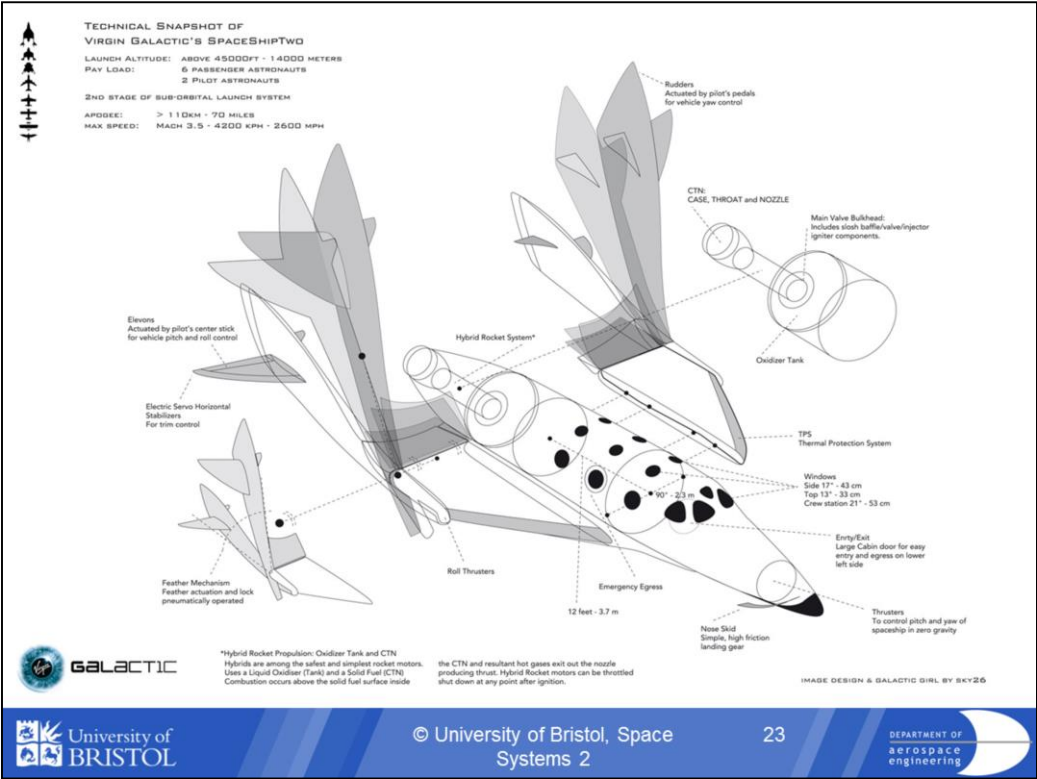 TECHNICAL SNAPSHOT OF
VIRGIN GALACTIC'S SPACESHIPTWO
LAUNCH ALTITUDE: ABOVE 45000FT - 14000 METERS
PAY LOAD: 6 PASSENGER ASTRONAUTS
2 PILOT ASTRONAUTS
2ND STAGE OF SUB-ORBITAL LAUNCH SYSTEM
APOGEE: > 110KM - 70 MILES
MAX SPEED: MACH 3.5 - 4200 KPH - 2600 MPH
Rudders
Actuated by pilot's pedals
for vehicle yaw control
CTN:
CASE, THROAT and NOZZLE
Main Valve Bulkhead:
Includes slosh baffle/valve/injector
igniter components.
Elevons
Actuated by pilot's center stick
for vehicle pitch and roll control
Hybrid Rocket System*
Oxidizer Tank
Electric Servo Horizontal
Stabilizers
For trim control
TPS
Thermal Protection System
Windows
Side 17" - 43 cm
Top 13" - 33 cm
Crew station 21" - 53 cm
90" - 2.3 m
Enrty/Exit
Large Cabin door for easy
entry and egress on lower
left side
Roll Thrusters
Feather Mechanism
Feather actuation and lock
pneumatically operated
Emergency Egress
12 feet - 3.7 m
Thrusters
To control pitch and yaw of
spaceship in zero gravity
Nose Skid
Simple, high friction
landing gear
GALACTIC
*Hybrid Rocket Propulsion: Oxidizer Tank and CTN
Hybrids are among the safest and simplest rocket motors.
Uses a Liquid Oxidiser (Tank) and a Solid Fuel (CTN)
Combustion occurs above the solid fuel surface inside
the CTN and resultant hot gases exit out the nozzle
producing thrust. Hybrid Rocket motors can be throttled
shut down at any point after ignition.
IMAGE DESIGN & GALACTIC GIRL BY SKY26
University of
BRISTOL
© University of Bristol, Space
Systems 2
23
DEPARTMENT OF
aerospace
engineering